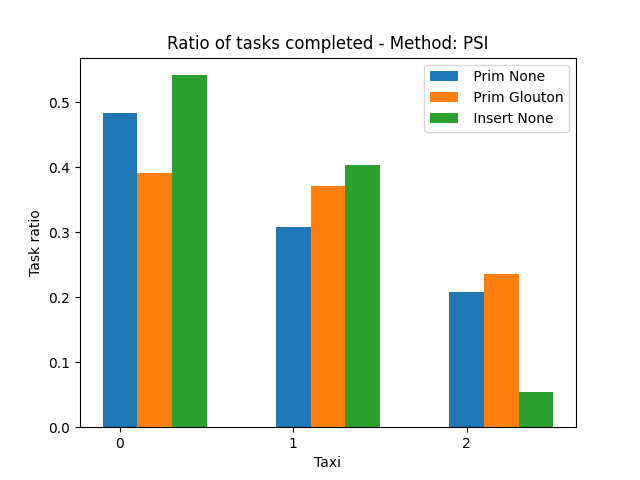 Ratio of tasks completed - Method: PSI
Prim None
Prim Glouton
Insert None
Task ratio
0.5
0.4
0.3
0.2
0.1
0.0
0 1 2
Taxi